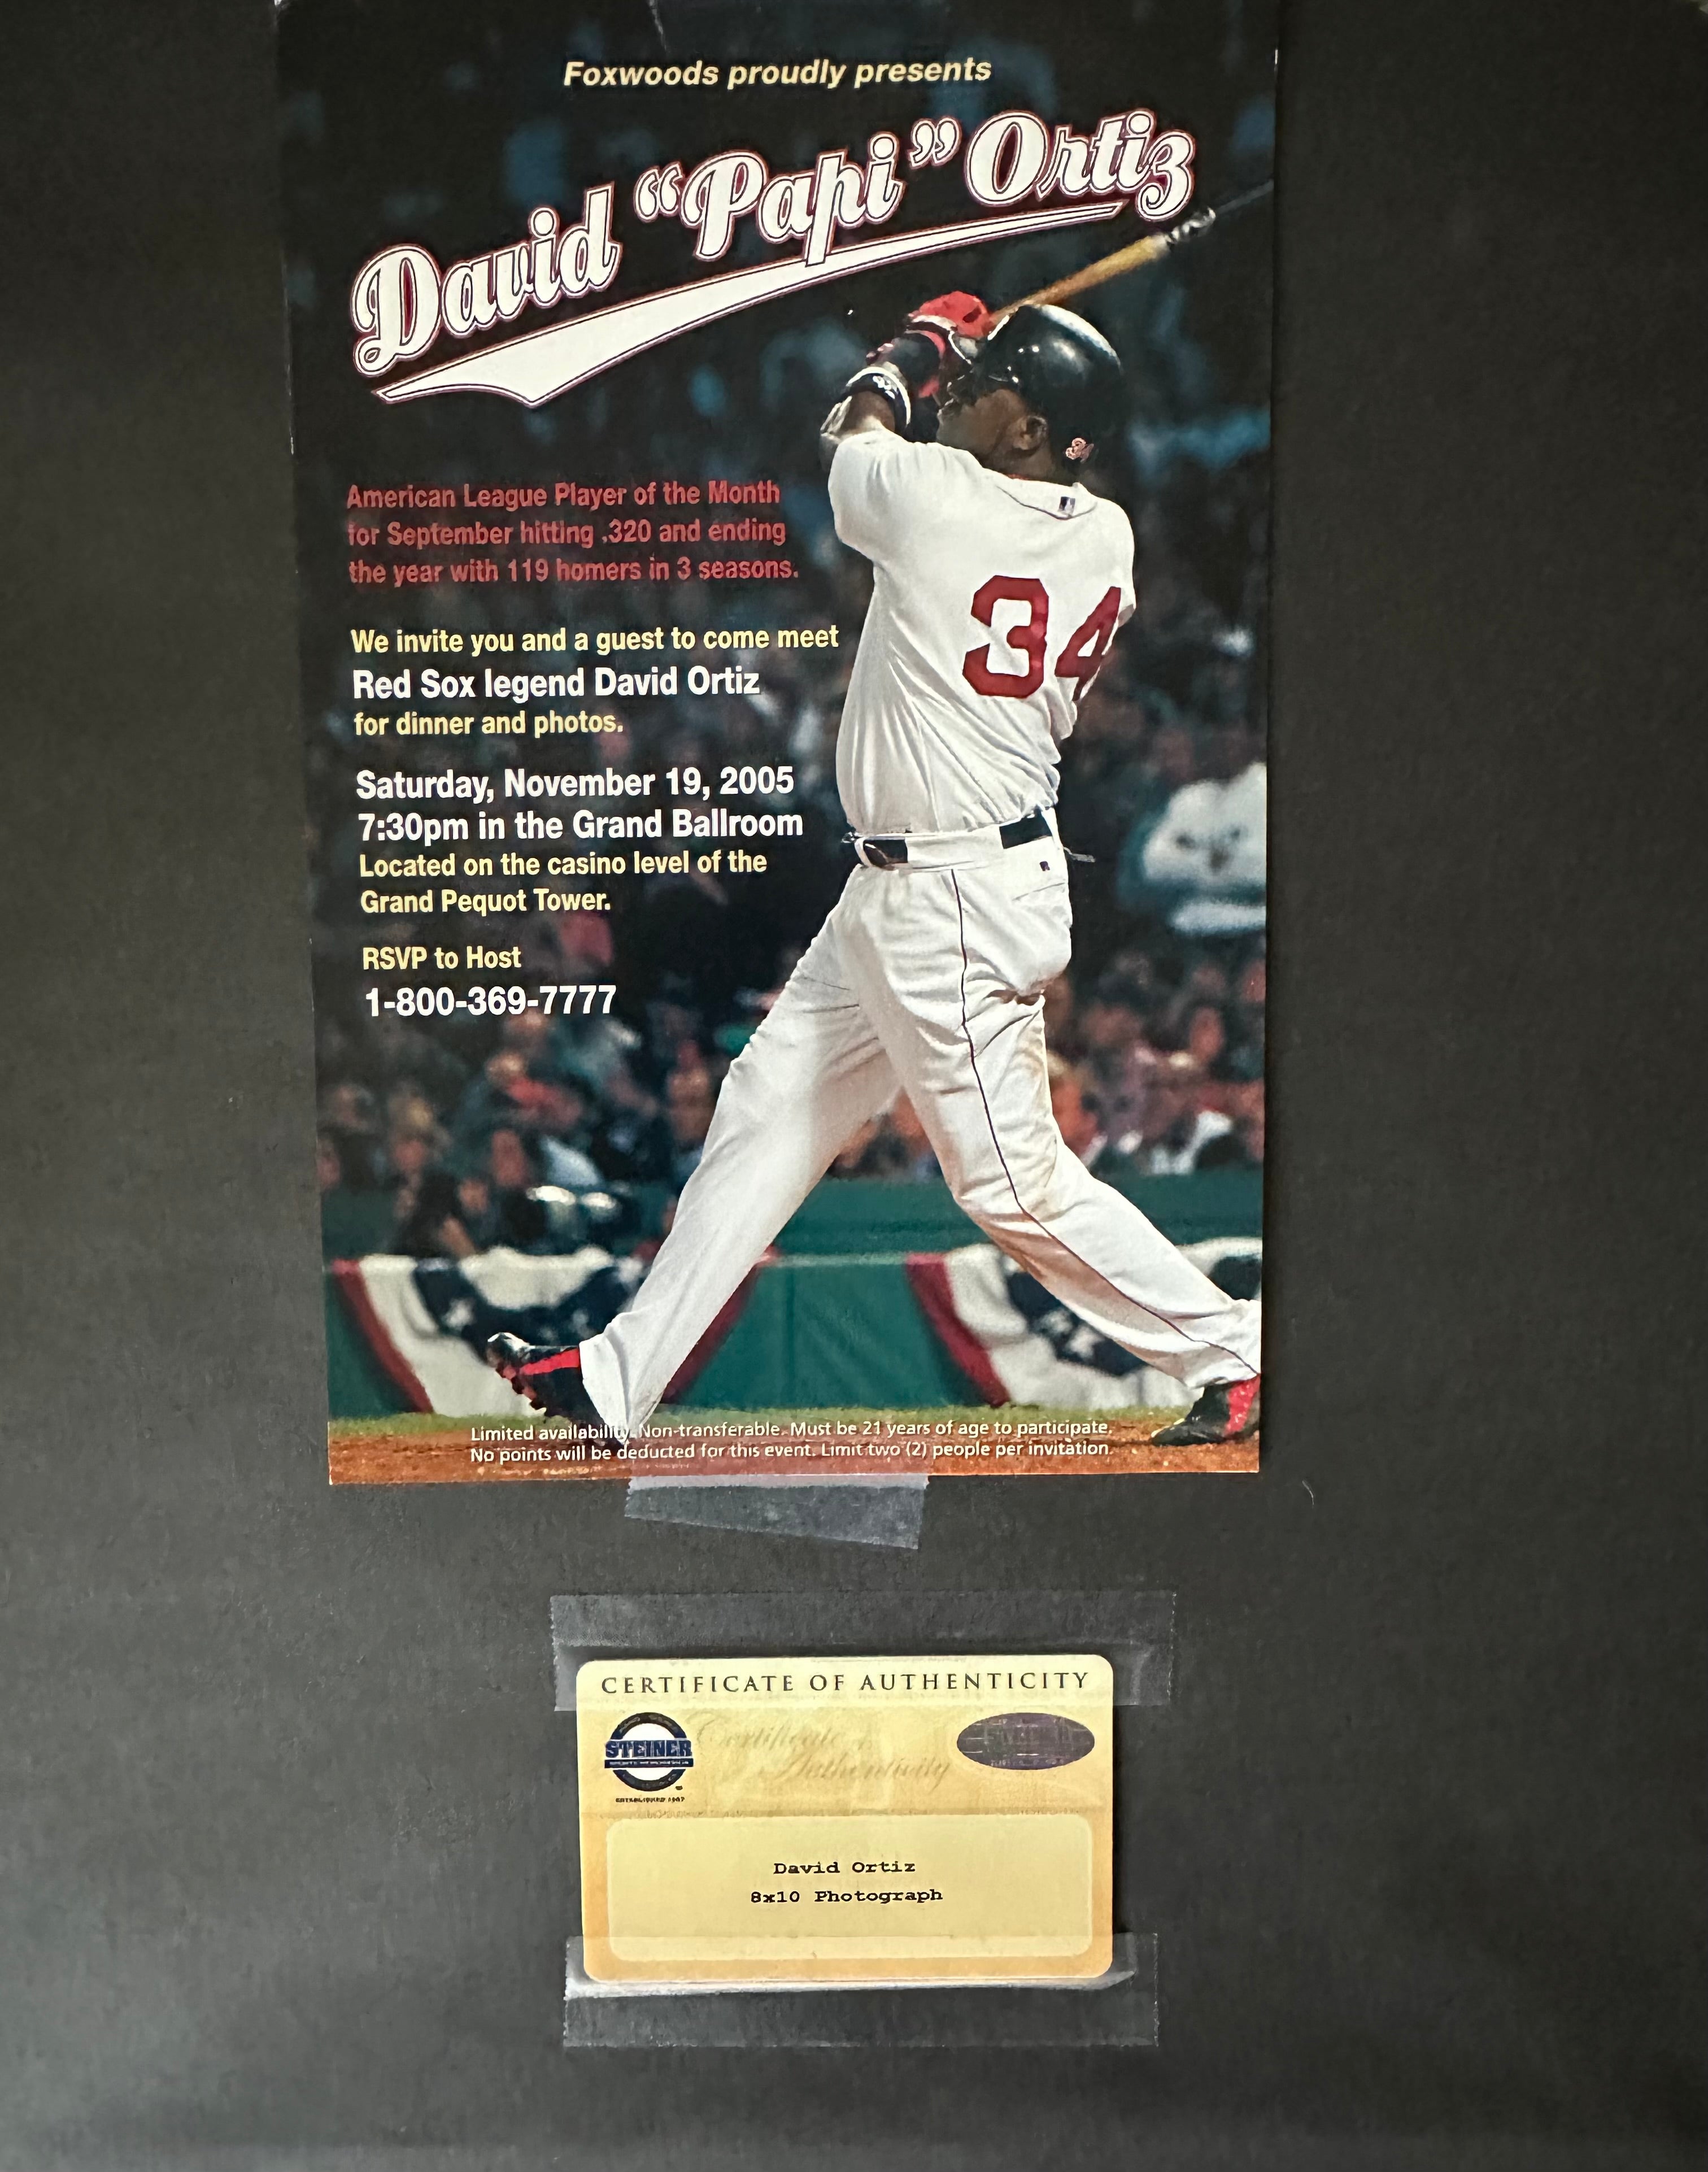 Foxwoods proudly presents
David “Papi” Ortiz
American League Player of the Month
for September hitting .320 and ending
the year with 119 homers in 3 seasons.
We invite you and a guest to come meet
Red Sox legend David Ortiz
for dinner and photos.
Saturday, November 19, 2005
7:30pm in the Grand Ballroom
Located on the casino level of the
Grand Pequot Tower.
RSVP to Host
1-800-369-7777
34
34
Limited availability. Non-transferable. Must be 21 years of age to participate.
No points will be deducted for this event. Limit two (2) people per invitation.
CERTIFICATE OF AUTHENTICITY
Certificate of
Authenticity
STEINER
David Ortiz
8x10 Photograph